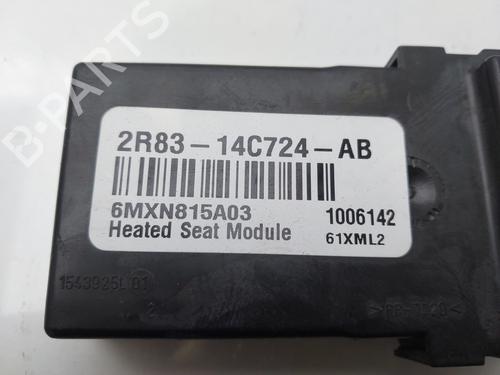 B-PARTS
2R83-14C724-AB
6MXN815A03
1006142
Heated Seat Module
61XML2